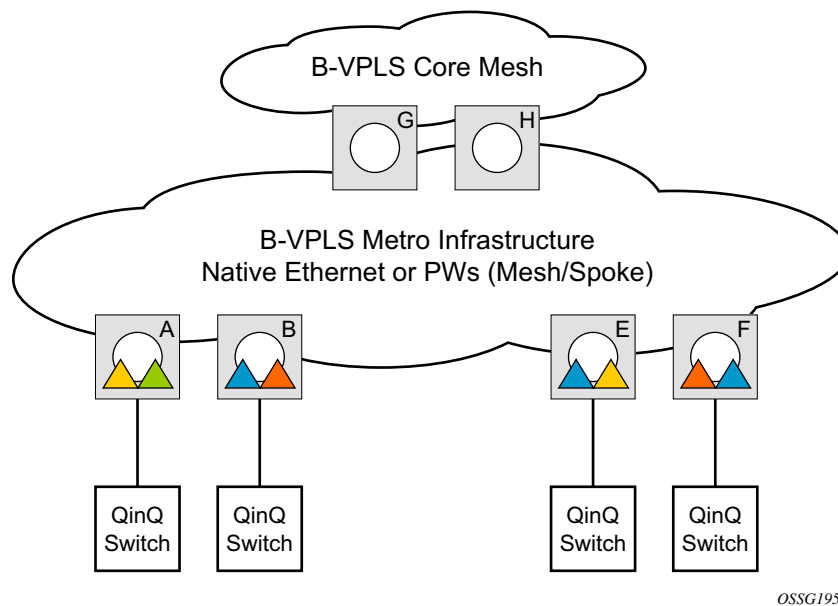 B-VPLS Core Mesh
G
H
B-VPLS Metro Infrastructure
Native Ethernet or PWs (Mesh/Spoke)
A
B
E
F
QinQ
Switch
QinQ
Switch
QinQ
Switch
QinQ
Switch
OSSG193